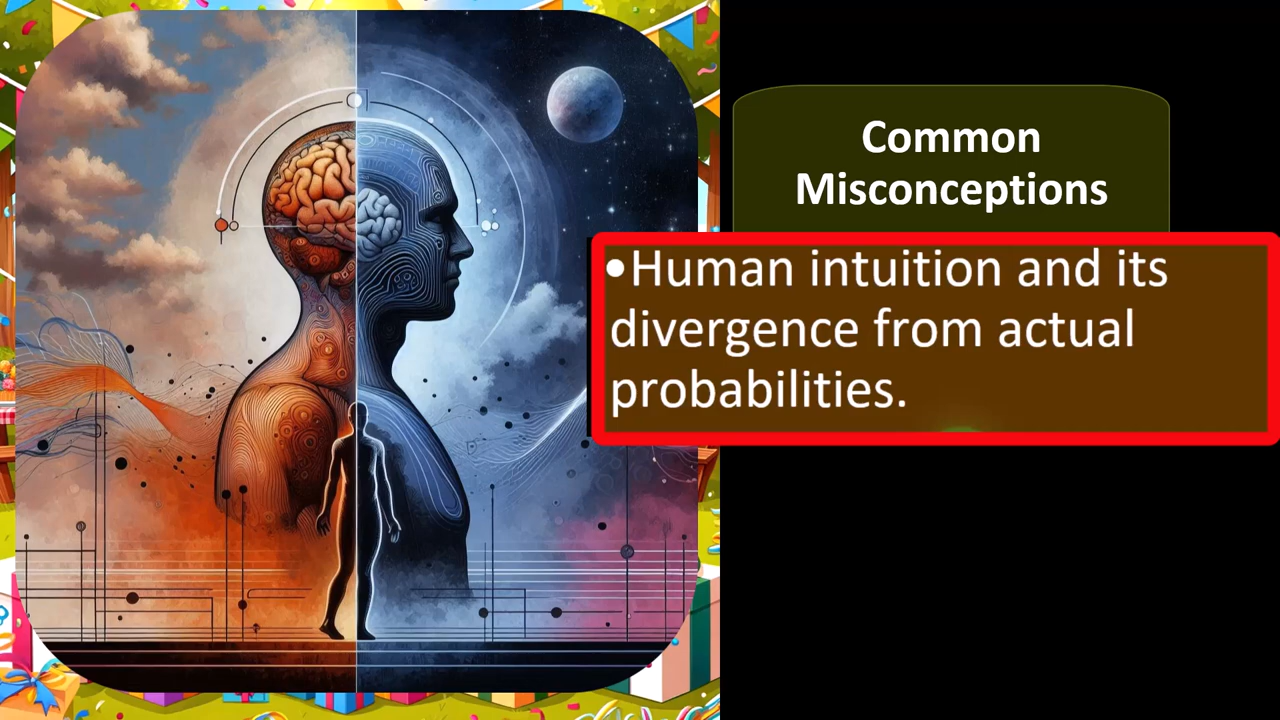 Common
Misconceptions
•Human intuition and its
divergence from actual
probabilities.